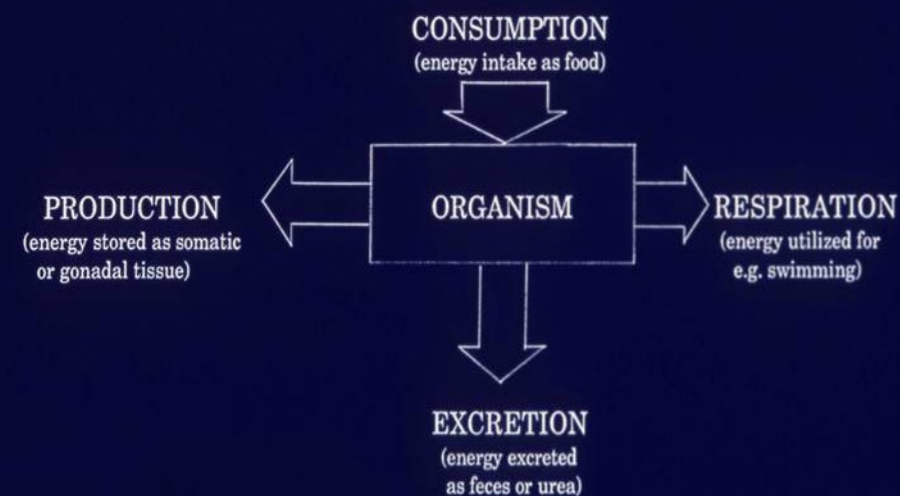 CONSUMPTION
(energy intake as food)
PRODUCTION
(energy stored as somatic
or gonadal tissue)
ORGANISM
RESPIRATION
(energy utilized for
e.g. swimming)
EXCRETION
(energy excreted
as feces or urea)